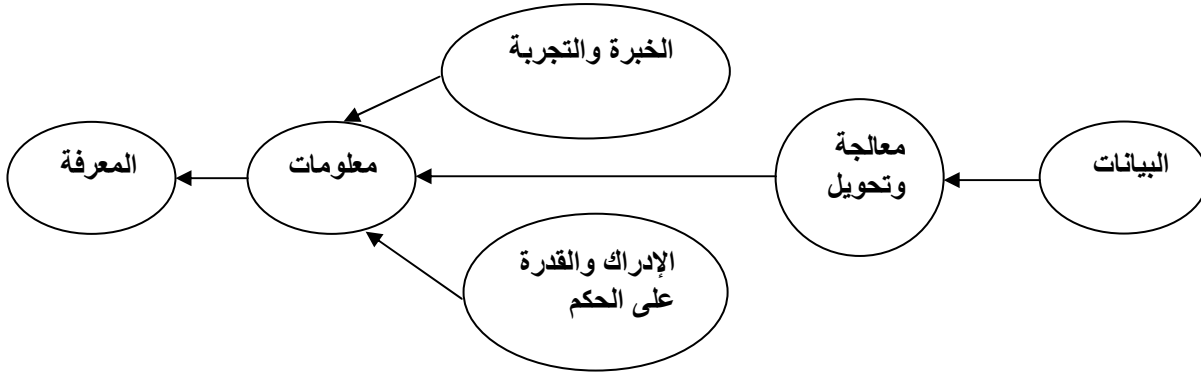 الخبرة والتجربة
البيانات
معالجة
وتحويل
معلومات
المعرفة
الإدراك والقدرة
على الحكم